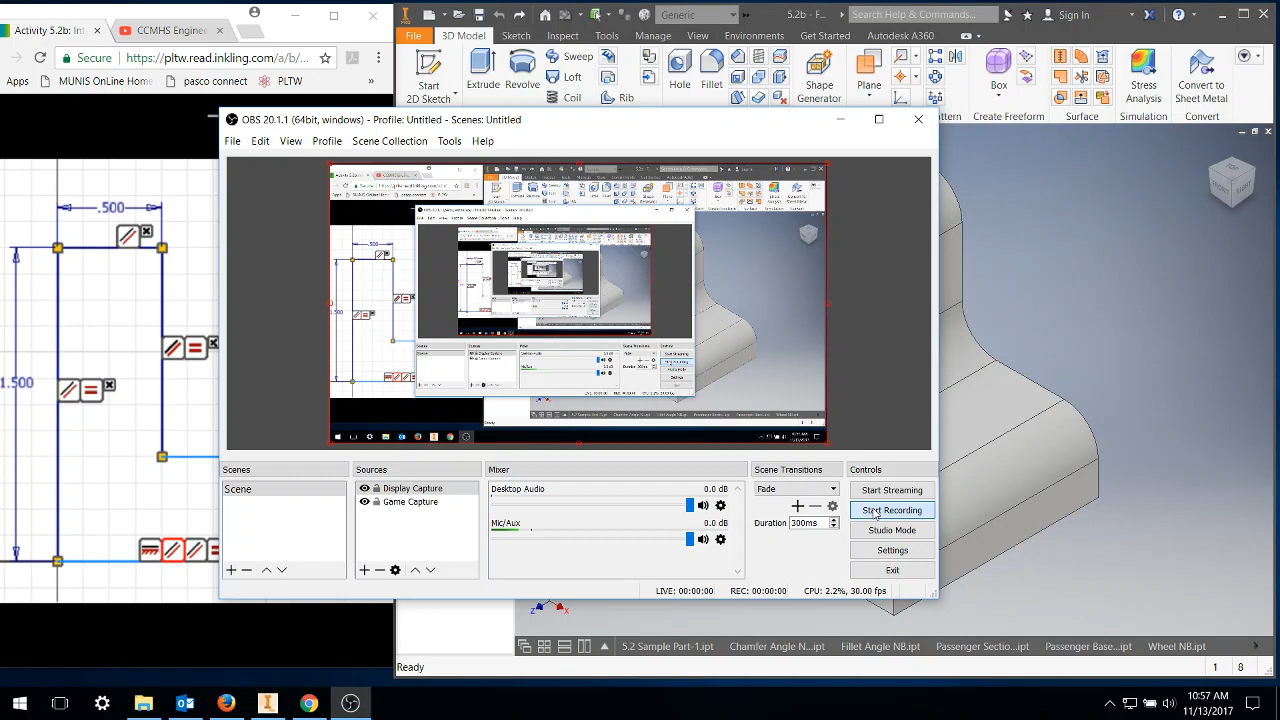 Activity 5.2b: Int
CCMHS Enginee
Secure
https://pltw.read.inkling.com/a/b/...
Apps
MUNIS OnLine Hom
pasco connect
PLTW
Generic
5.2b - F...
Search Help & Commands...
Sign In
File
3D Model
Sketch
Inspect
Tools
Manage
View
Environments
Get Started
Autodesk A360
Start
2D Sketch
Extrude
Revolve
Sweep
Loft
Coil
Rib
Hole
Fillet
Shape
Generator
Plane
Box
Stress
Analysis
Convert to
Sheet Metal
Pattern
Create Freeform
Surface
Simulation
Convert
OBS 20.1.1 (64bit, windows) - Profile: Untitled - Scenes: Untitled
File
Edit
View
Profile
Scene Collection
Tools
Help
.500
1.500
Scenes
Scene
Sources
Display Capture
Game Capture
Mixer
Desktop Audio
0.0 dB
Mic/Aux
0.0 dB
Scene Transitions
Fade
Duration
300ms
Controls
Start Streaming
Start Recording
Studio Mode
Settings
Exit
LIVE: 00:00:00
REC: 00:00:00
CPU: 2.2%, 30.00 fps
Z
X
5.2 Sample Part-1.ipt
Chamfer Angle N...ipt
Fillet Angle NB.ipt
Passenger Sectio...ipt
Passenger Base...ipt
Wheel NB.ipt
Ready
1
8
10:57 AM
11/13/2017